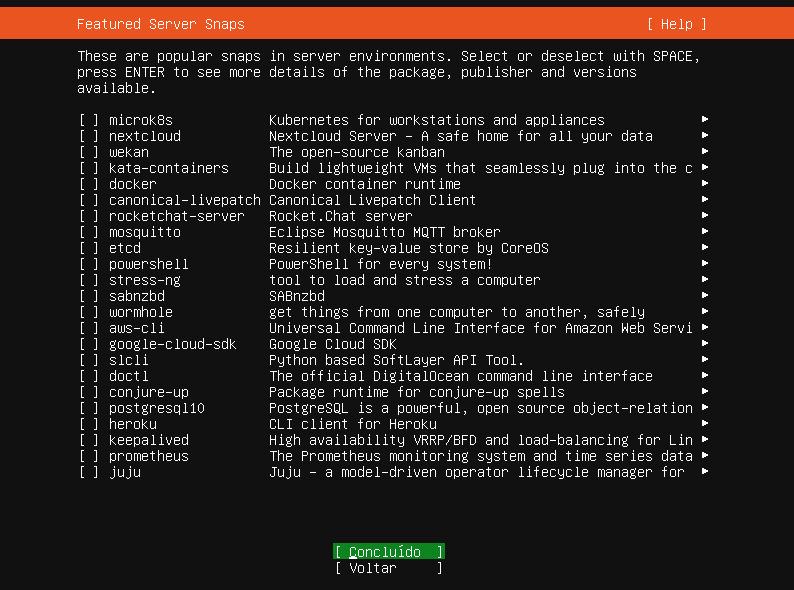 Featured Server Snaps [ Help ]
These are popular snaps in server environments. Select or deselect with SPACE,
press ENTER to see more details of the package, publisher and versions
available.
[ ] microk8s Kubernetes for workstations and appliances ►
[ ] nextcloud Nextcloud Server - A safe home for all your data ►
[ ] wekan The open-source kanban ►
[ ] kata-containers Build lightweight VMs that seamlessly plug into the c ►
[ ] docker Docker container runtime ►
[ ] canonical-livepatch Canonical Livepatch Client ►
[ ] rocketchat-server Rocket.Chat server ►
[ ] mosquitto Eclipse Mosquitto MQTT broker ►
[ ] etcd Resilient key-value store by CoreOS ►
[ ] powershell PowerShell for every system! ►
[ ] stress-ng tool to load and stress a computer ►
[ ] sabnzbd SABnzbd ►
[ ] wormhole get things from one computer to another, safely ►
[ ] aws-cli Universal Command Line Interface for Amazon Web Servi ►
[ ] google-cloud-sdk Google Cloud SDK ►
[ ] slcli Python based SoftLayer API Tool. ►
[ ] doctl The official DigitalOcean command line interface ►
[ ] conjure-up Package runtime for conjure-up spells ►
[ ] postgresql10 PostgreSQL is a powerful, open source object-relation ►
[ ] heroku CLI client for Heroku ►
[ ] keepalived High availability VRRP/BFD and load-balancing for Lin ►
[ ] prometheus The Prometheus monitoring system and time series data ►
[ ] juju Juju - a model-driven operator lifecycle manager for ►
[ Concluído ]
[ Voltar ]